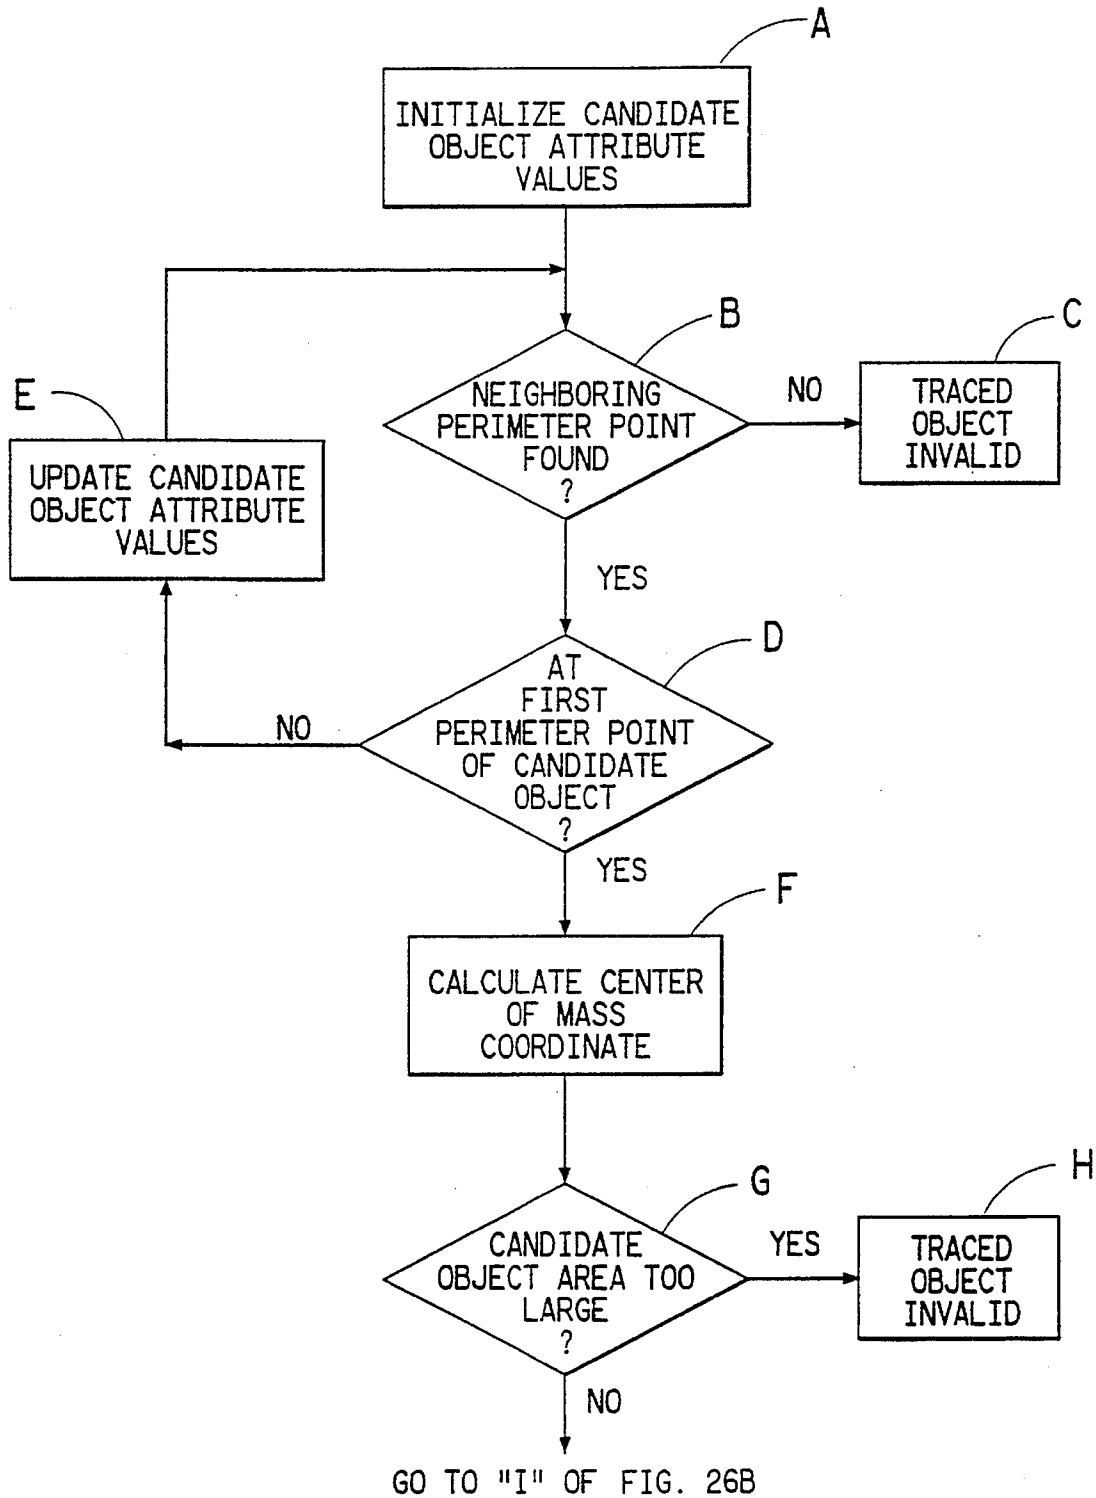 A
INITIALIZE CANDIDATE
OBJECT ATTRIBUTE
VALUES
B
NEIGHBORING
PERIMETER POINT
FOUND
?
NO
C
TRACED
OBJECT
INVALID
E
UPDATE CANDIDATE
OBJECT ATTRIBUTE
VALUES
YES
D
AT
FIRST
PERIMETER POINT
OF CANDIDATE
OBJECT
?
NO
YES
F
CALCULATE CENTER
OF MASS
COORDINATE
G
CANDIDATE
OBJECT AREA TOO
LARGE
?
YES
H
TRACED
OBJECT
INVALID
NO
GO TO "I" OF FIG. 26B